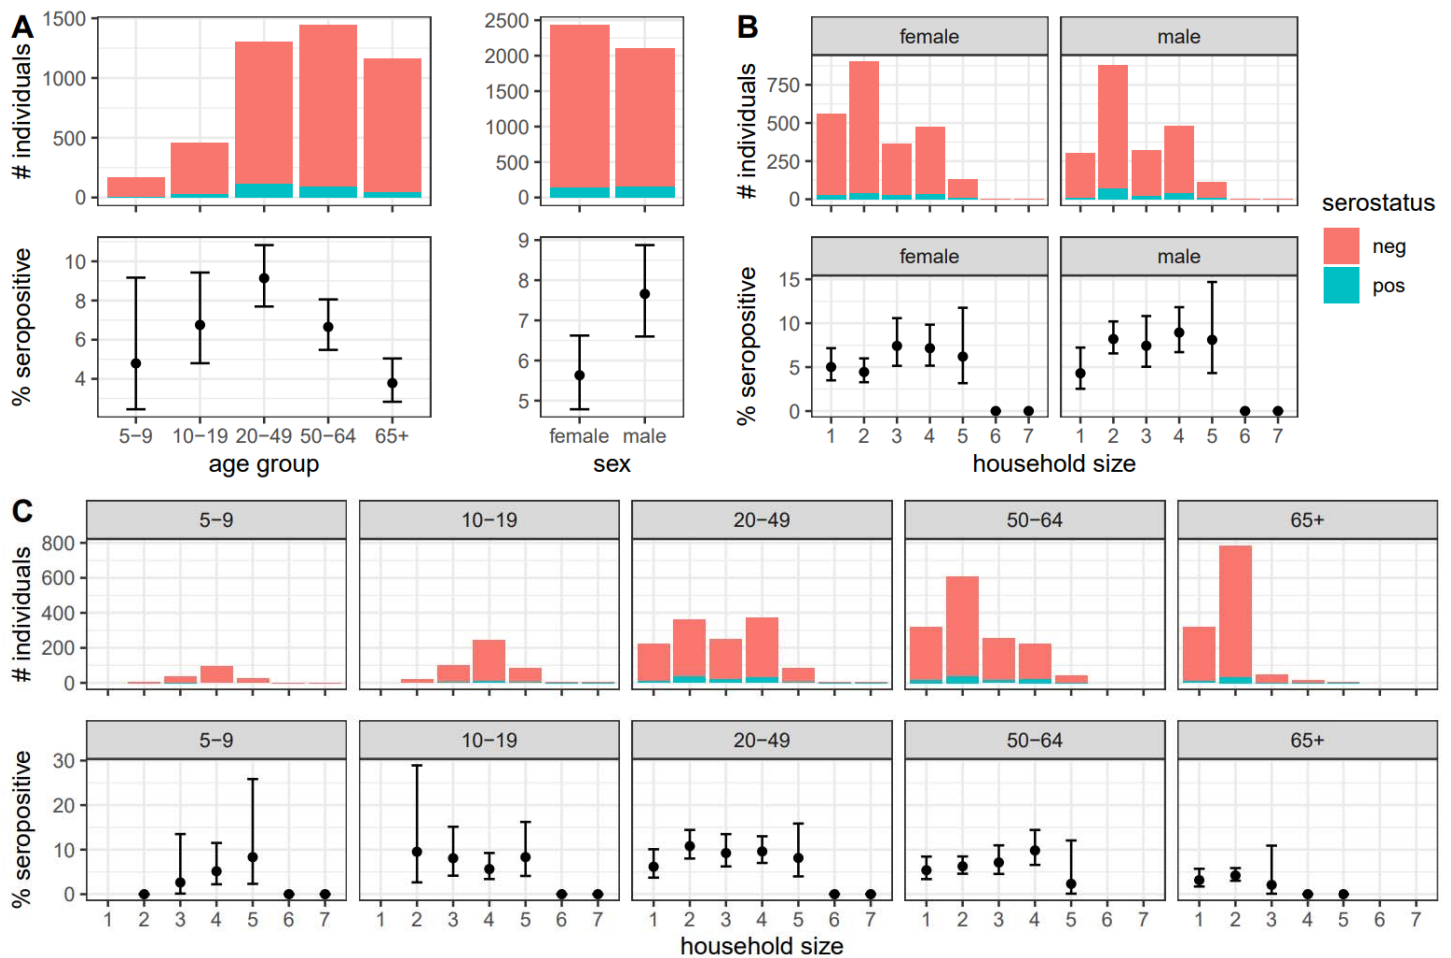 A
# individuals
1500
1000
500
0
2500
2000
1500
1000
500
0
% seropositive
10
8
6
4
5−9 10−19 20−49 50−64 65+
age group
9
8
7
6
5
female male
sex
B
female male
# individuals
750
500
250
0
female male
% seropositive
15
10
5
0
1 2 3 4 5 6 7 1 2 3 4 5 6 7
household size
serostatus
neg
pos
C
5−9 10−19 20−49 50−64 65+
# individuals
800
600
400
200
0
5−9 10−19 20−49 50−64 65+
% seropositive
30
20
10
0
1 2 3 4 5 6 7 1 2 3 4 5 6 7 1 2 3 4 5 6 7 1 2 3 4 5 6 7 1 2 3 4 5 6 7
household size